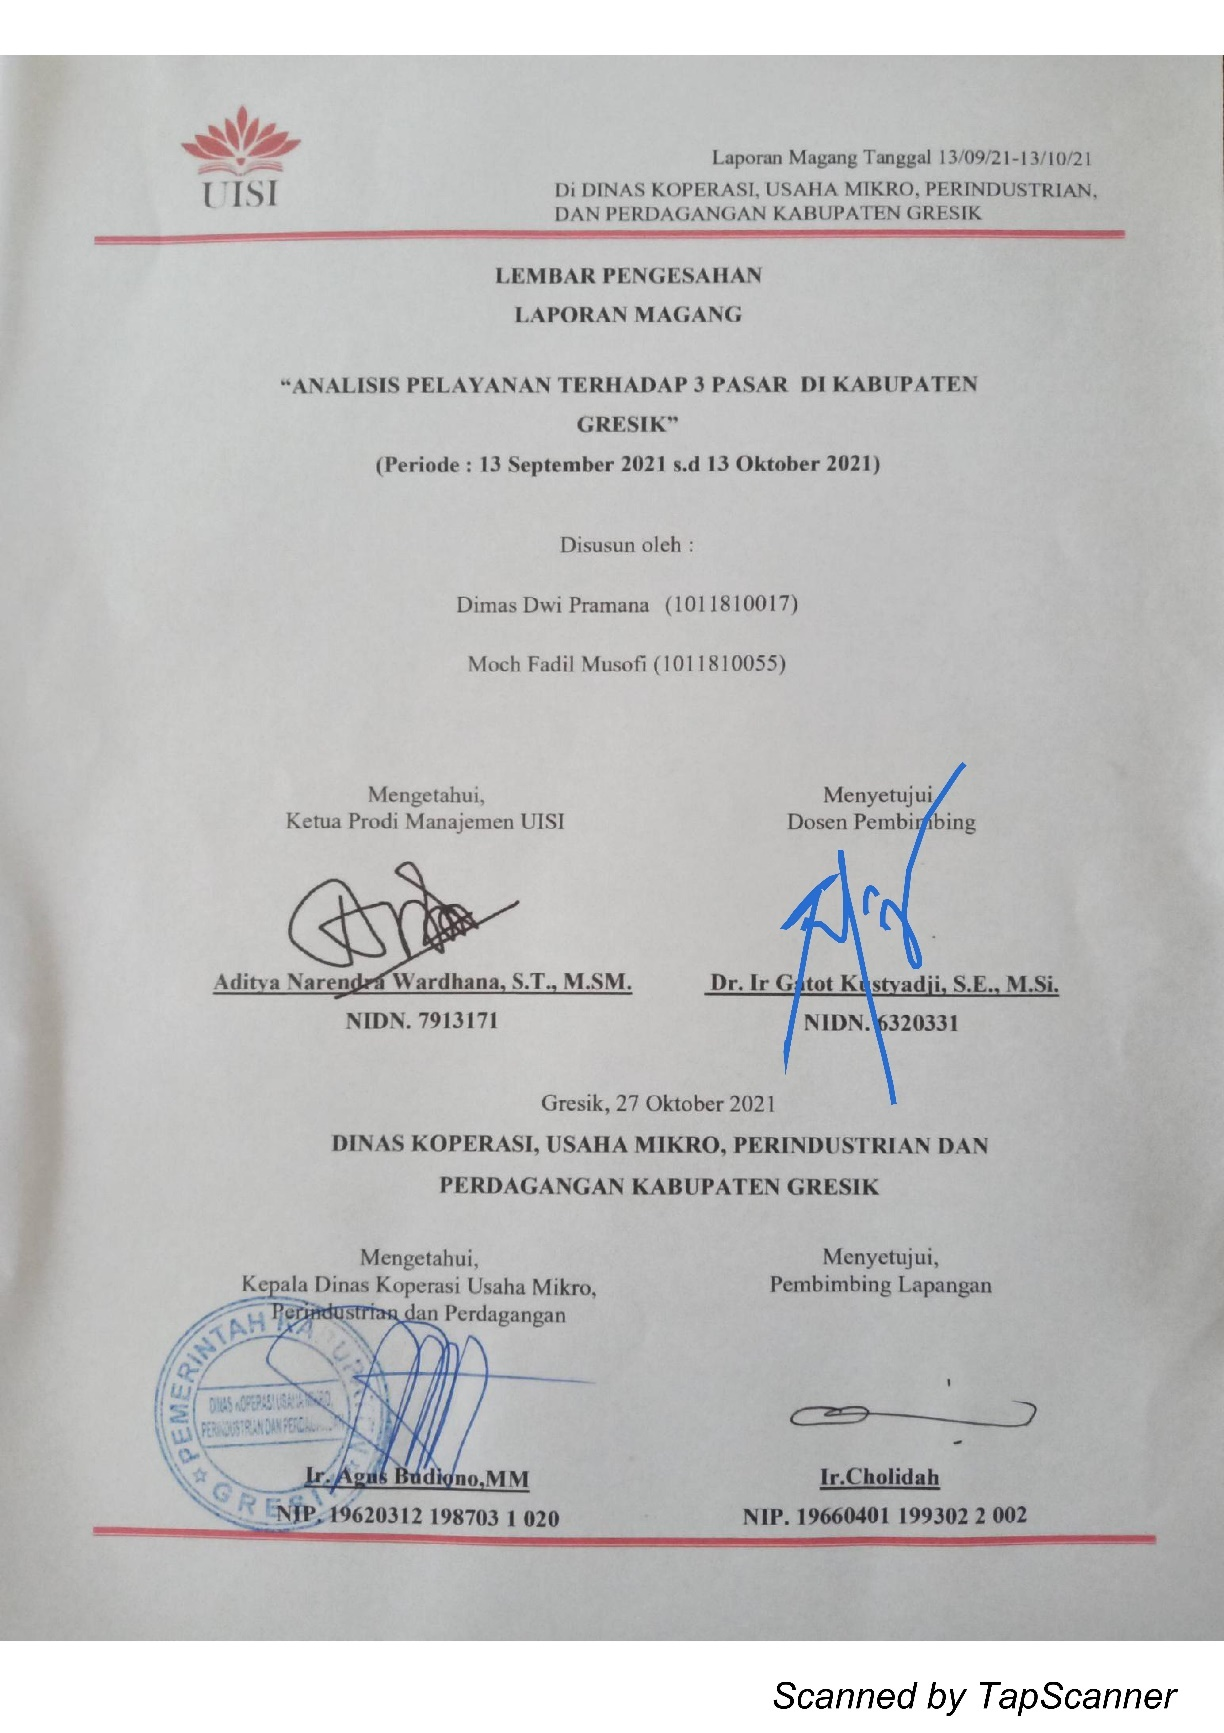 UISI
Laporan Magang Tanggal 13/09/21-13/10/21
Di DINAS KOPERASI, USAHA MIKRO, PERINDUSTRIAN,
DAN PERDAGANGAN KABUPATEN GRESIK
LEMBAR PENGESAHAN
LAPORAN MAGANG
“ANALISIS PELAYANAN TERHADAP 3 PASAR DI KABUPATEN
GRESIK”
(Periode : 13 September 2021 s.d 13 Oktober 2021)
Disusun oleh :
Dimas Dwi Pramana (1011810017)
Moch Fadil Musofi (1011810055)
Mengetahui,
Ketua Prodi Manajemen UISI
Aditya Narendra Wardhana, S.T., M.SM.
NIDN. 7913171
Menyetujui
Dosen Pembimbing
Dr. Ir Gatot Kustyadji, S.E., M.Si.
NIDN. 6320331
Gresik, 27 Oktober 2021
DINAS KOPERASI, USAHA MIKRO, PERINDUSTRIAN DAN
PERDAGANGAN KABUPATEN GRESIK
Mengetahui,
Kepala Dinas Koperasi Usaha Mikro,
Perindustrian dan Perdagangan
PEMERINTAH
DINAS KOPERASI USAHA MIKRO,
PERINDUSTRIAN DAN
GRESIK
Ir. Agus Budiono,MM
NIP. 19620312 198703 1 020
Menyetujui,
Pembimbing Lapangan
Ir.Cholidah
NIP. 19660401 199302 2 002
Scanned by TapScanner